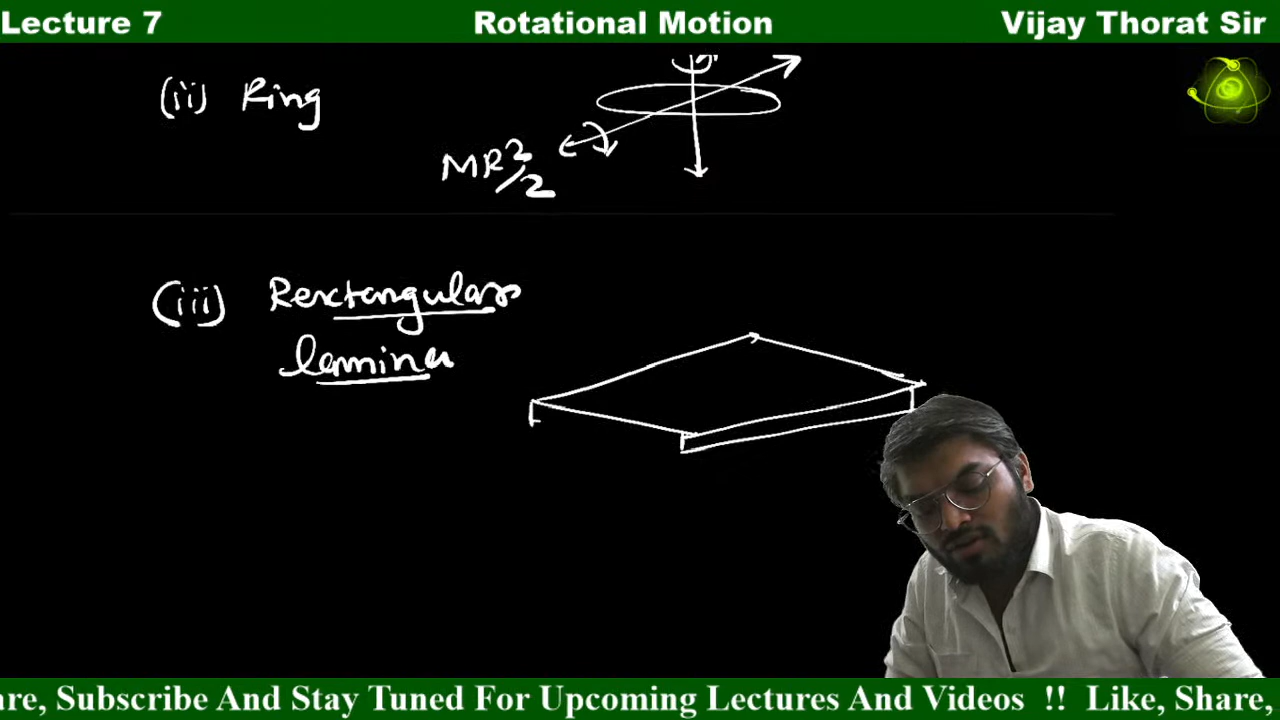 Lecture 7 Rotational Motion Vijay Thorat Sir
(ii) Ring
MR²/2
(iii) Rectangular
lamina
are, Subscribe And Stay Tuned For Upcoming Lectures And Videos !! Like, Share,